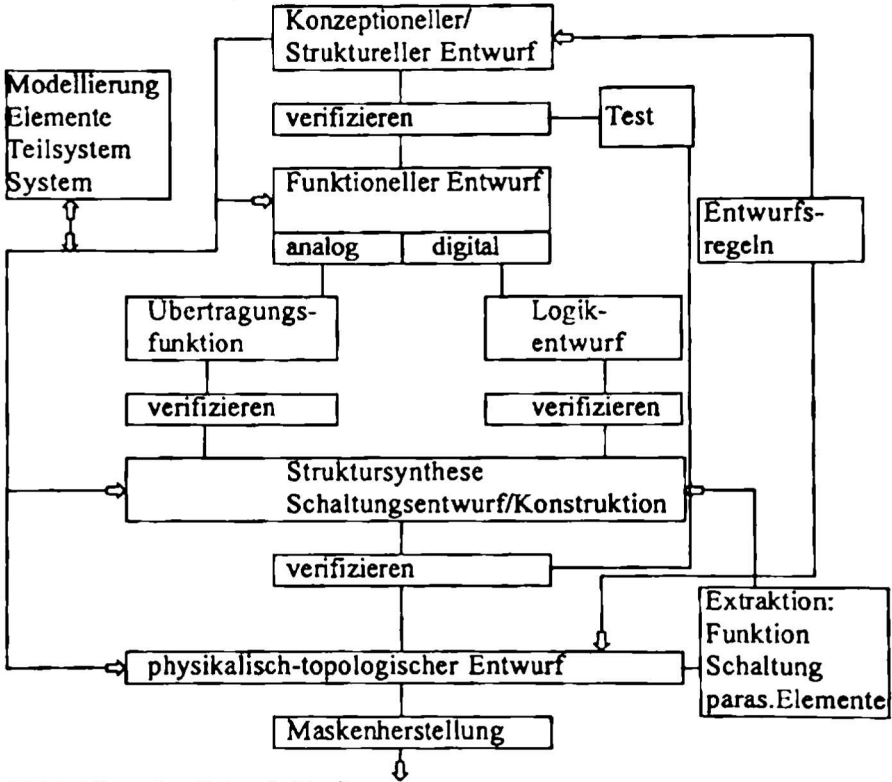 Konzeptioneller/
Struktureller Entwurf
Modellierung
Elemente
Teilsystem
System
verifizieren
Test
Funktioneller Entwurf
analog
digital
Entwurfs-
regeln
Übertragungs-
funktion
Logik-
entwurf
verifizieren
verifizieren
Struktursynthese
Schaltungsentwurf/Konstruktion
verifizieren
Extraktion:
Funktion
Schaltung
paras.Elemente
physikalisch-topologischer Entwurf
Maskenherstellung